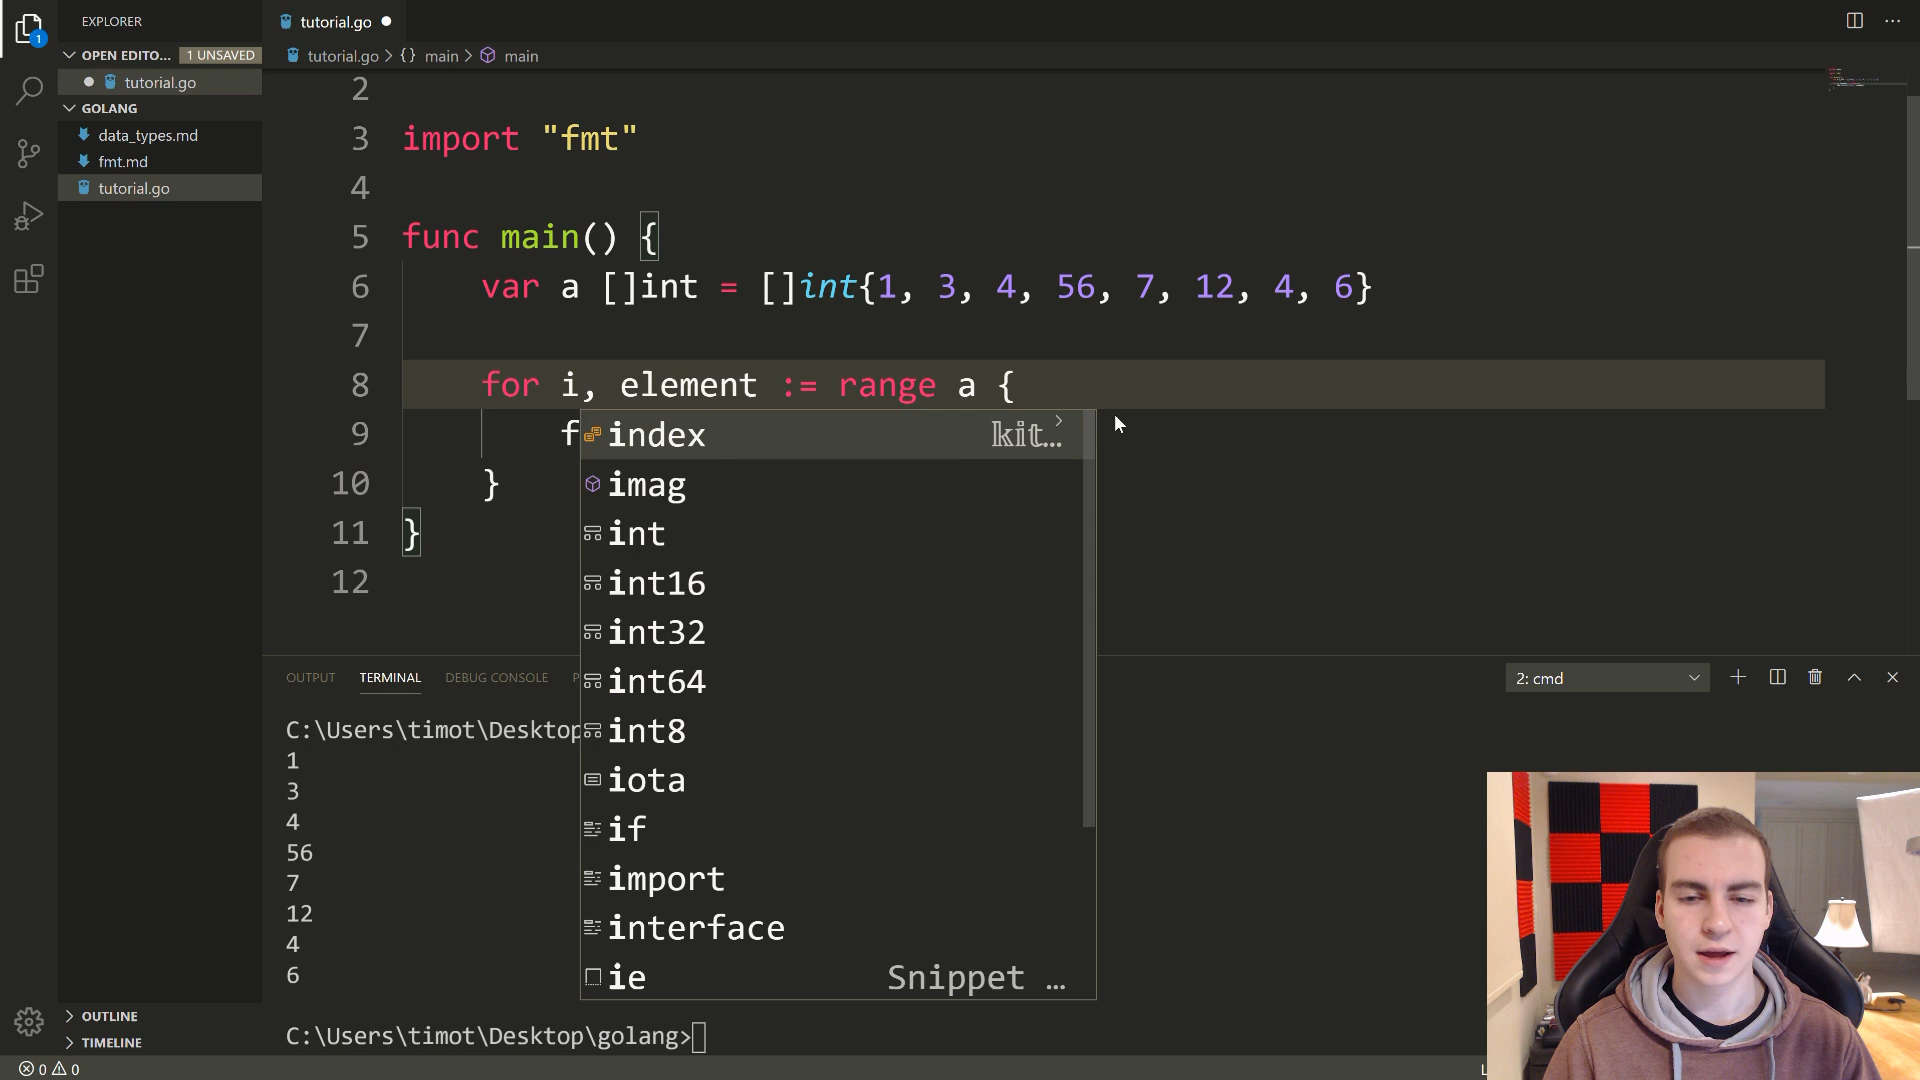 EXPLORER
OPEN EDITO... 1 UNSAVED
tutorial.go
GOLANG
data_types.md
fmt.md
tutorial.go
OUTLINE
TIMELINE
0 0
1
tutorial.go
tutorial.go > {} main > main
2
3 import "fmt"
4
5 func main() {
6 var a []int = []int{1, 3, 4, 56, 7, 12, 4, 6}
7
8 for i, element := range a {
9 f
10 }
11 }
12
index kit...
imag
int
int16
int32
int64
int8
iota
if
import
interface
ie Snippet ...
OUTPUT TERMINAL DEBUG CONSOLE P
2: cmd
C:\Users\timot\Desktop
1
3
4
56
7
12
4
6
C:\Users\timot\Desktop\golang>